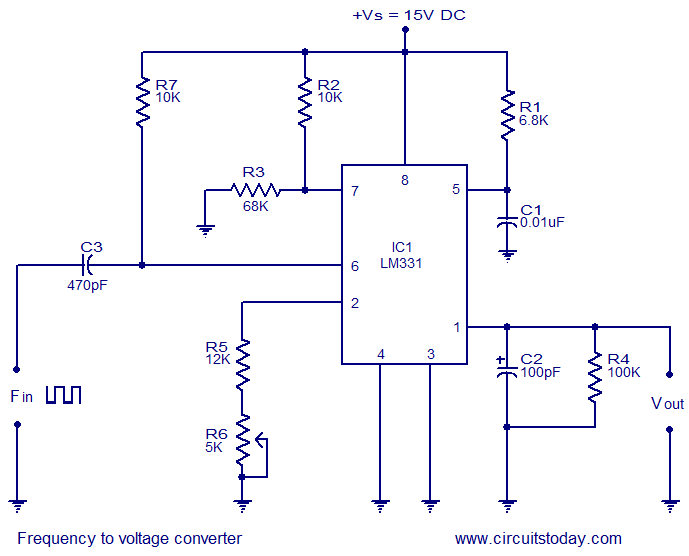 +Vs = 15V DC
R7
10K
R2
10K
R1
6.8K
R3
68K
7
8
5
C1
0.01uF
IC1
LM331
C3
470pF
6
2
1
R5
12K
4
3
C2
+
100pF
R4
100K
Fin
Vout
R6
5K
Frequency to voltage converter
www.circuitstoday.com